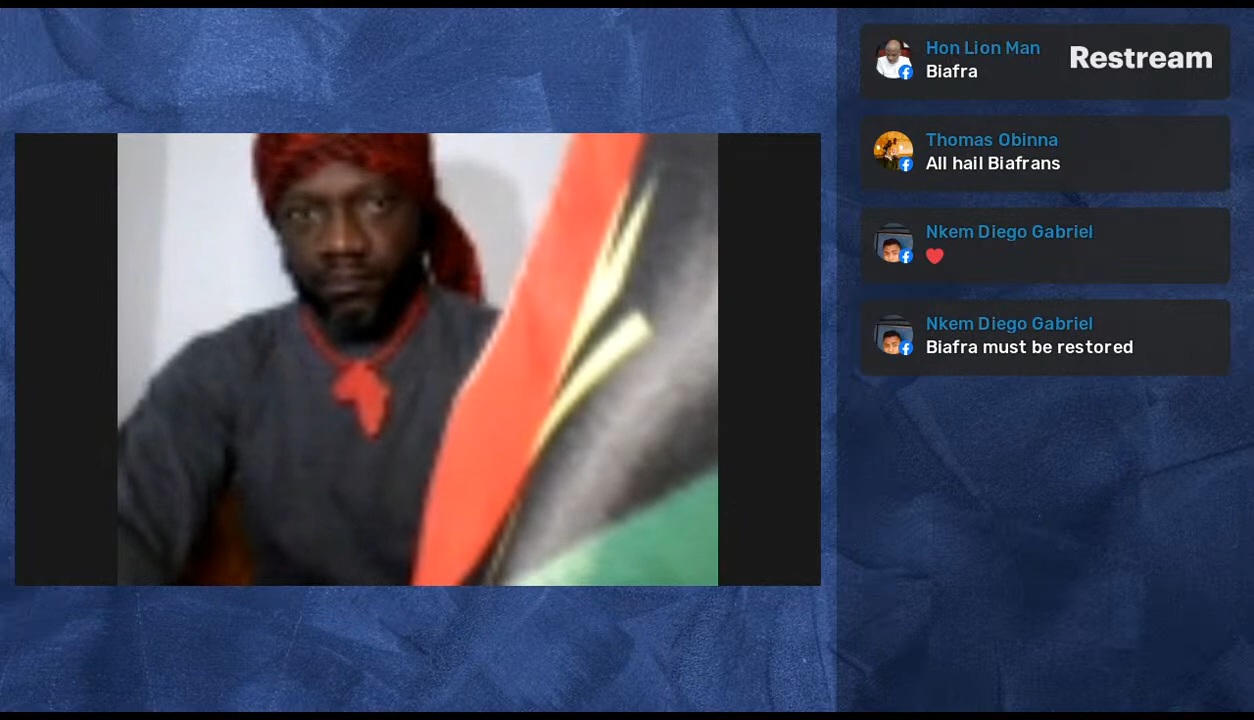 Hon Lion Man
Restream
Biafra
Thomas Obinna
All hail Biafrans
Nkem Diego Gabriel
❤️
Nkem Diego Gabriel
Biafra must be restored